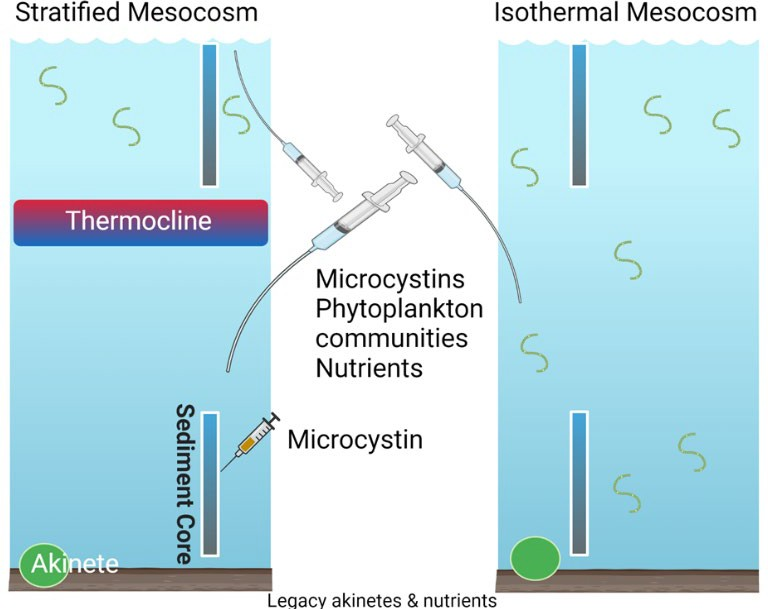 Stratified Mesocosm
Isothermal Mesocosm
Thermocline
Microcystins
Phytoplankton
communities
Nutrients
Sediment Core
Microcystin
Akinete
Legacy akinetes & nutrients